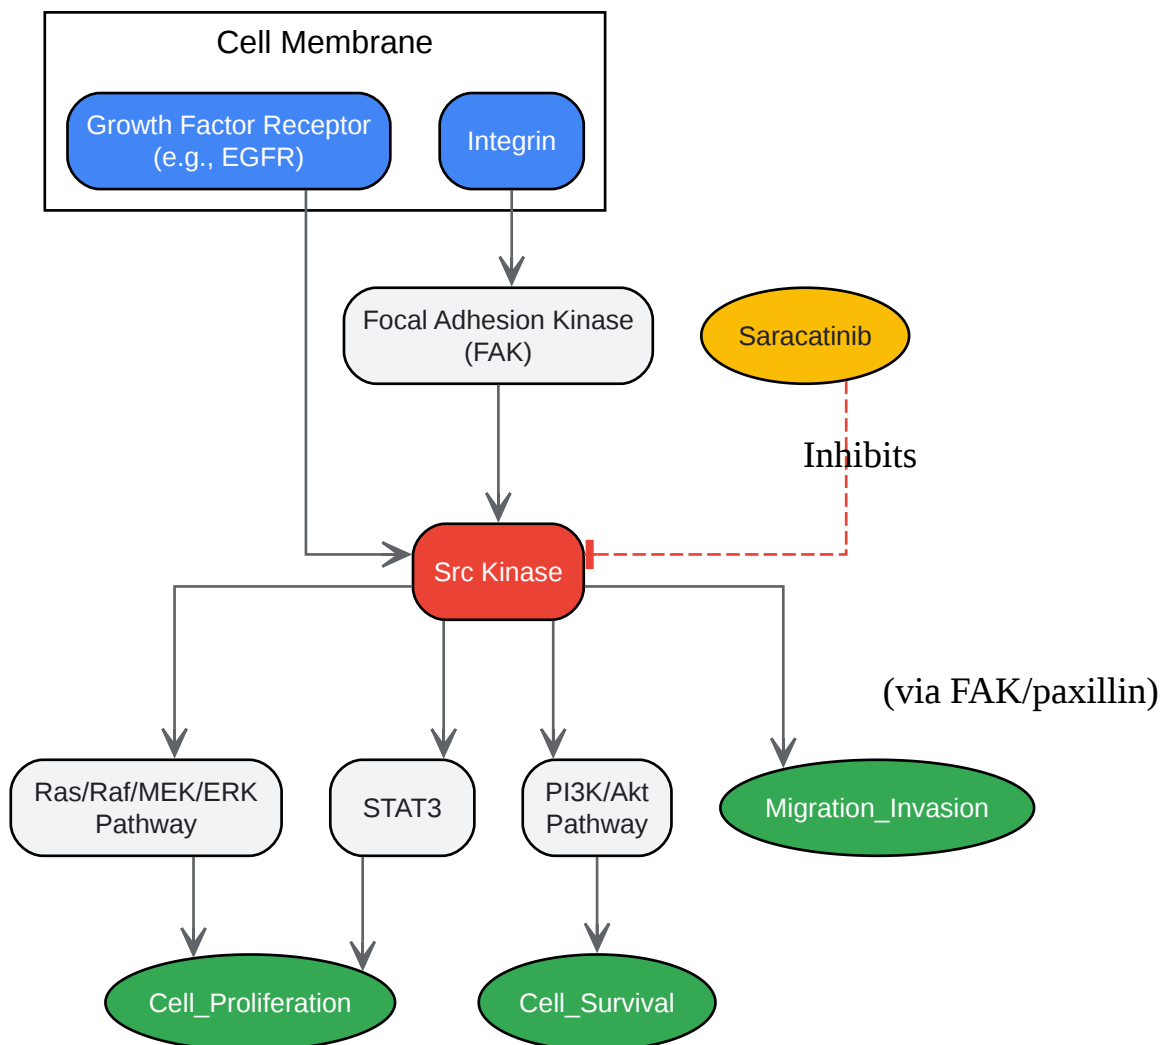 Cell Membrane
Growth Factor Receptor
(e.g., EGFR)
Integrin
Focal Adhesion Kinase
(FAK)
Saracatinib
Inhibits
Src Kinase
(via FAK/paxillin)
Ras/Raf/MEK/ERK
Pathway
STAT3
PI3K/Akt
Pathway
Migration_Invasion
Cell_Proliferation
Cell_Survival